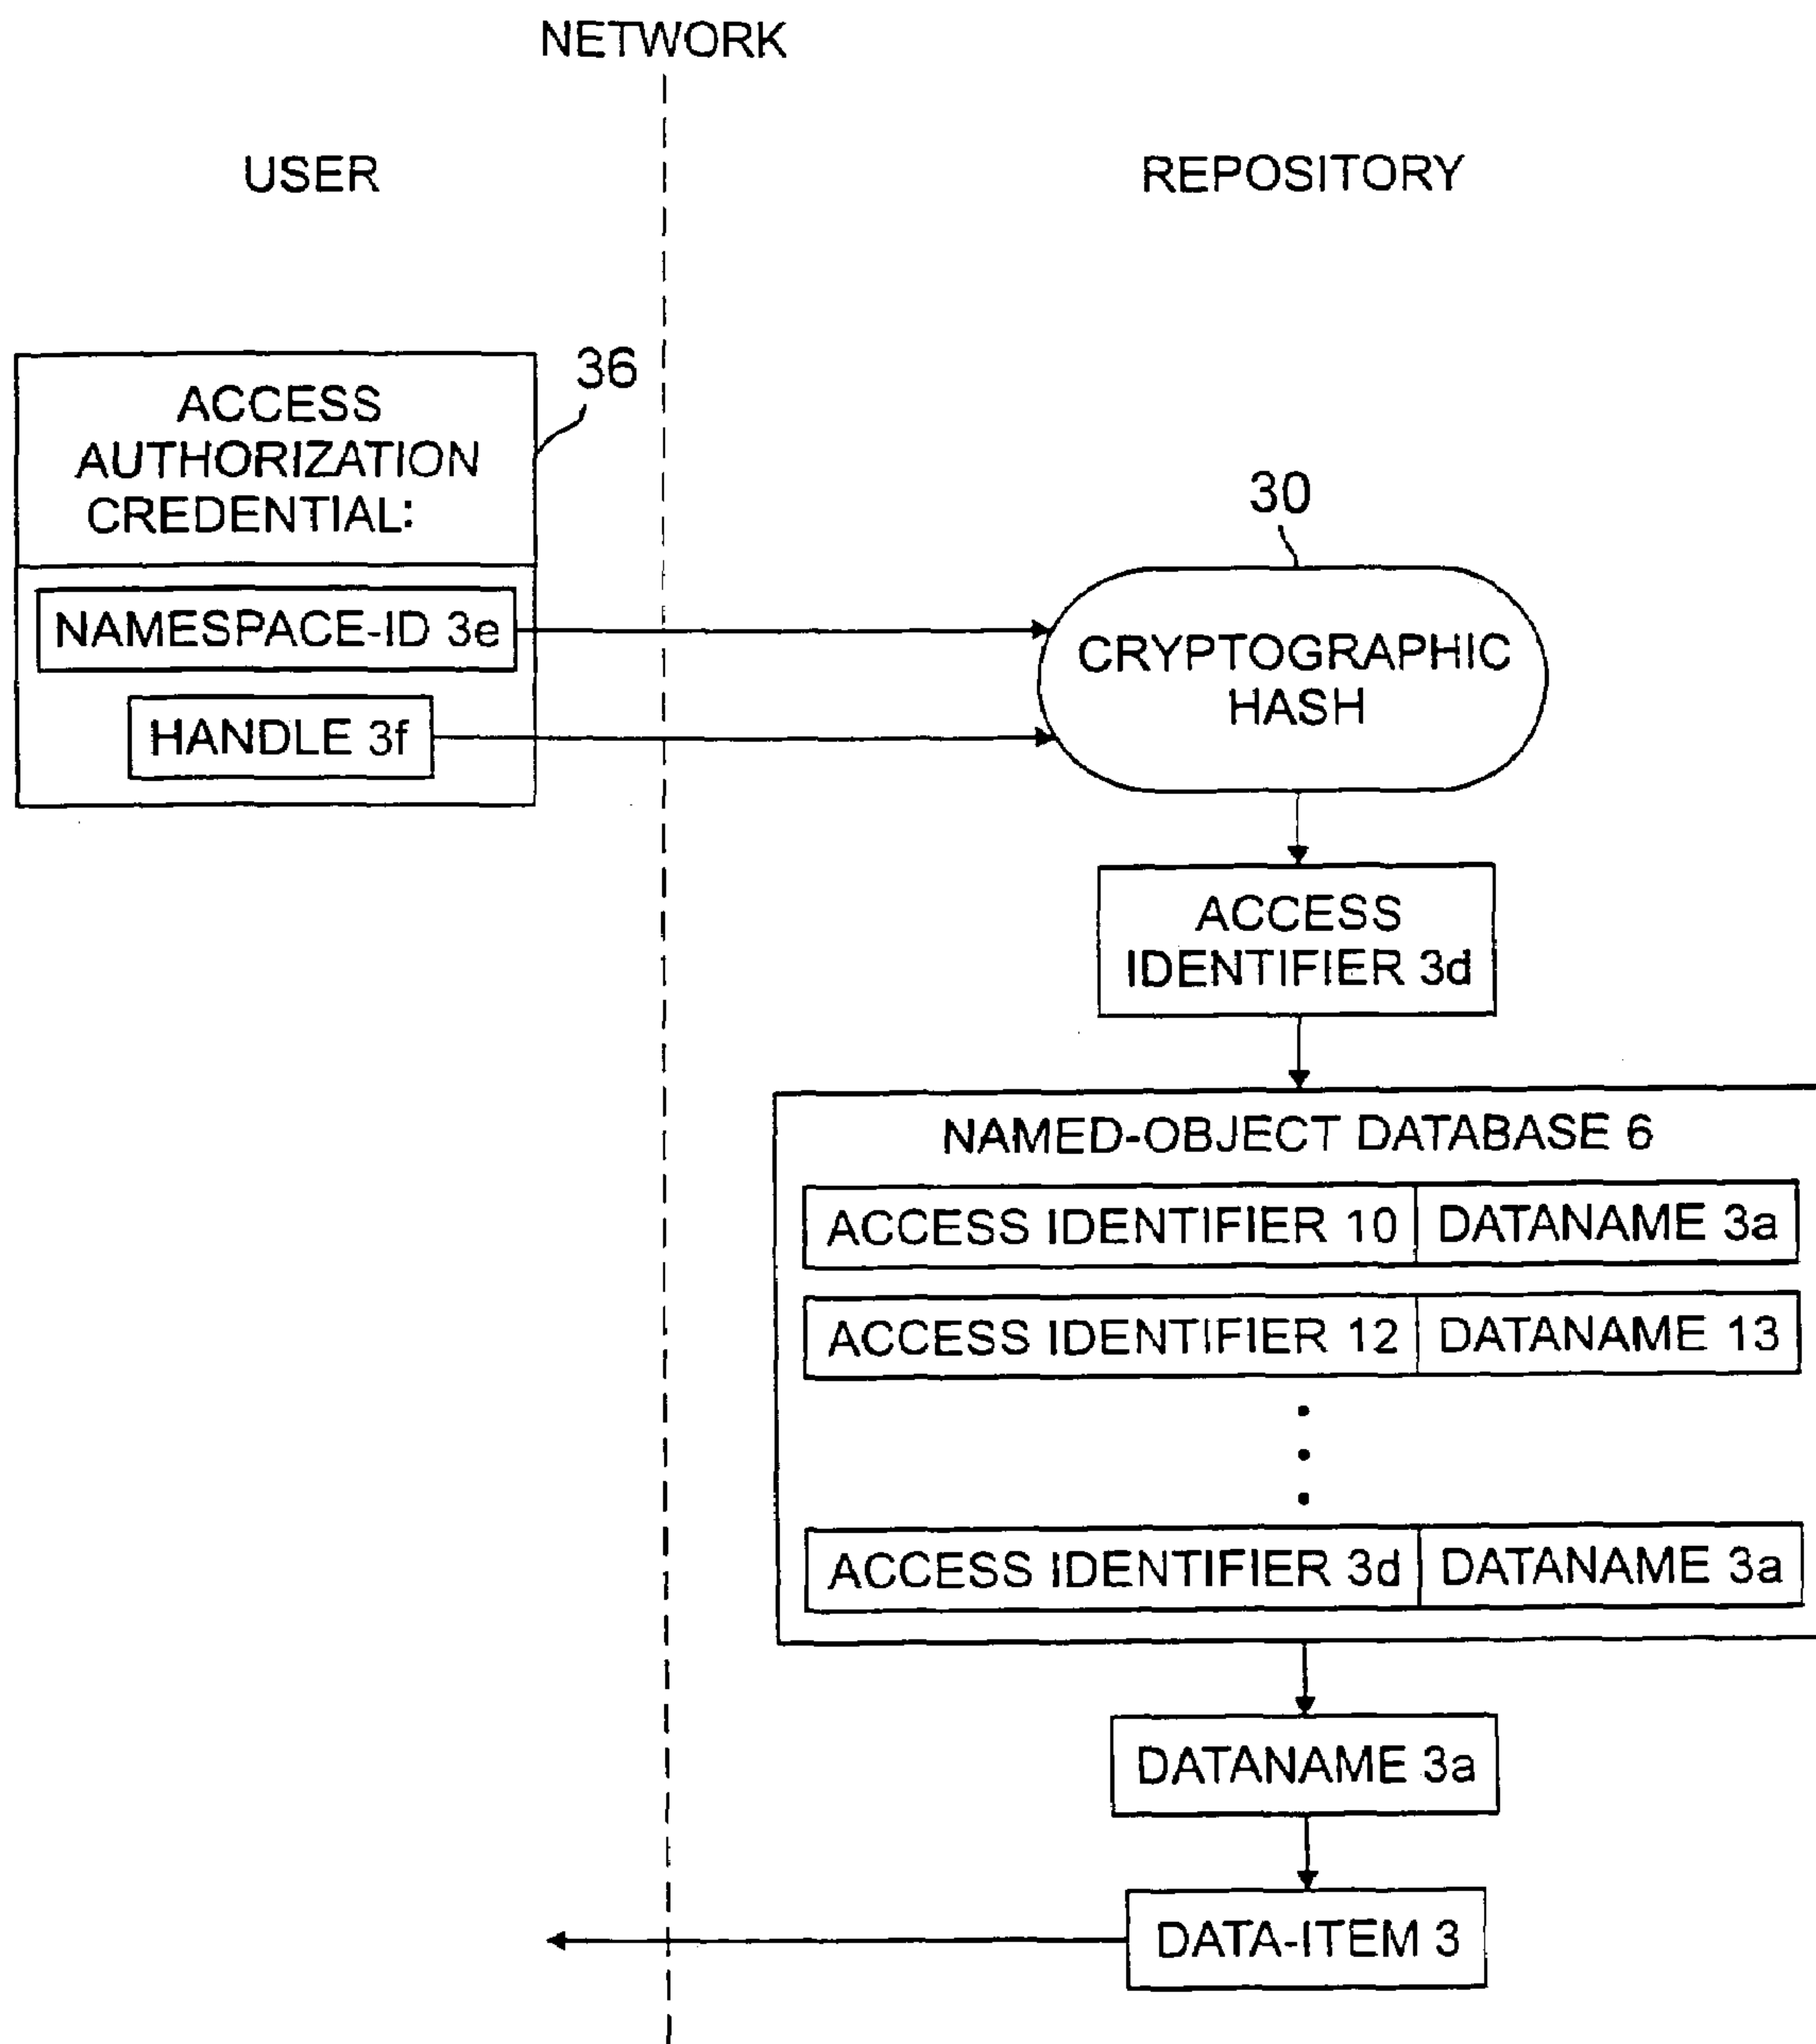 NETWORK
USER
REPOSITORY
36
ACCESS
AUTHORIZATION
CREDENTIAL:
NAMESPACE-ID 3e
HANDLE 3f
30
CRYPTOGRAPHIC
HASH
ACCESS
IDENTIFIER 3d
NAMED-OBJECT DATABASE 6
ACCESS IDENTIFIER 10 DATANAME 3a
ACCESS IDENTIFIER 12 DATANAME 13
ACCESS IDENTIFIER 3d DATANAME 3a
DATANAME 3a
DATA-ITEM 3